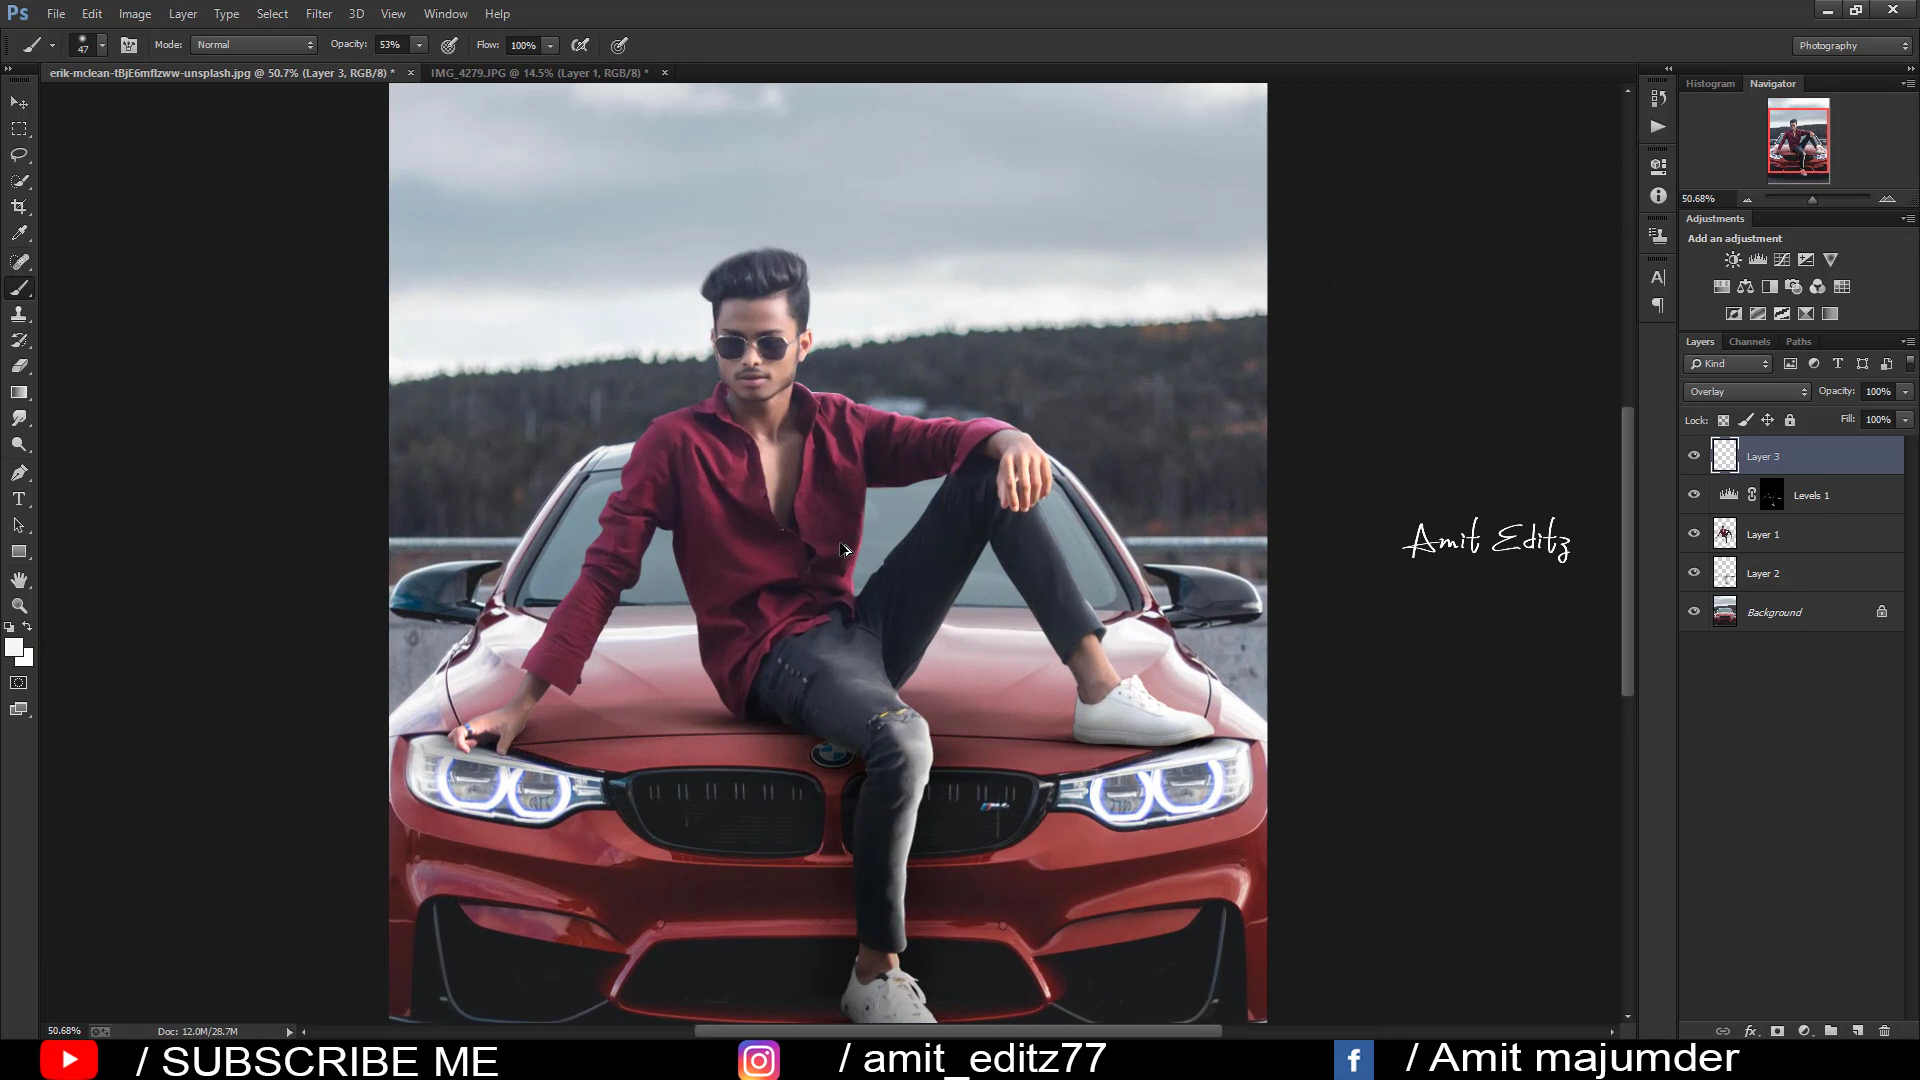 Ps File Edit Image Layer Type Select Filter 3D View Window Help
47 Mode: Normal Opacity: 53% Flow: 100% Photography
erik-mclean-tBjE6mflzww-unsplash.jpg @ 50.7% (Layer 3, RGB/8) * × IMG_4279.JPG @ 14.5% (Layer 1, RGB/8) * ×
Histogram Navigator
50.68%
Adjustments
Add an adjustment
Layers Channels Paths
Kind
Overlay Opacity: 100%
Lock: Fill: 100%
Layer 3
Levels 1
Layer 1
Layer 2
Background
Amit Editz
50.68% Doc: 12.0M/28.7M
/ SUBSCRIBE ME / amit_editz77 / Amit majumder